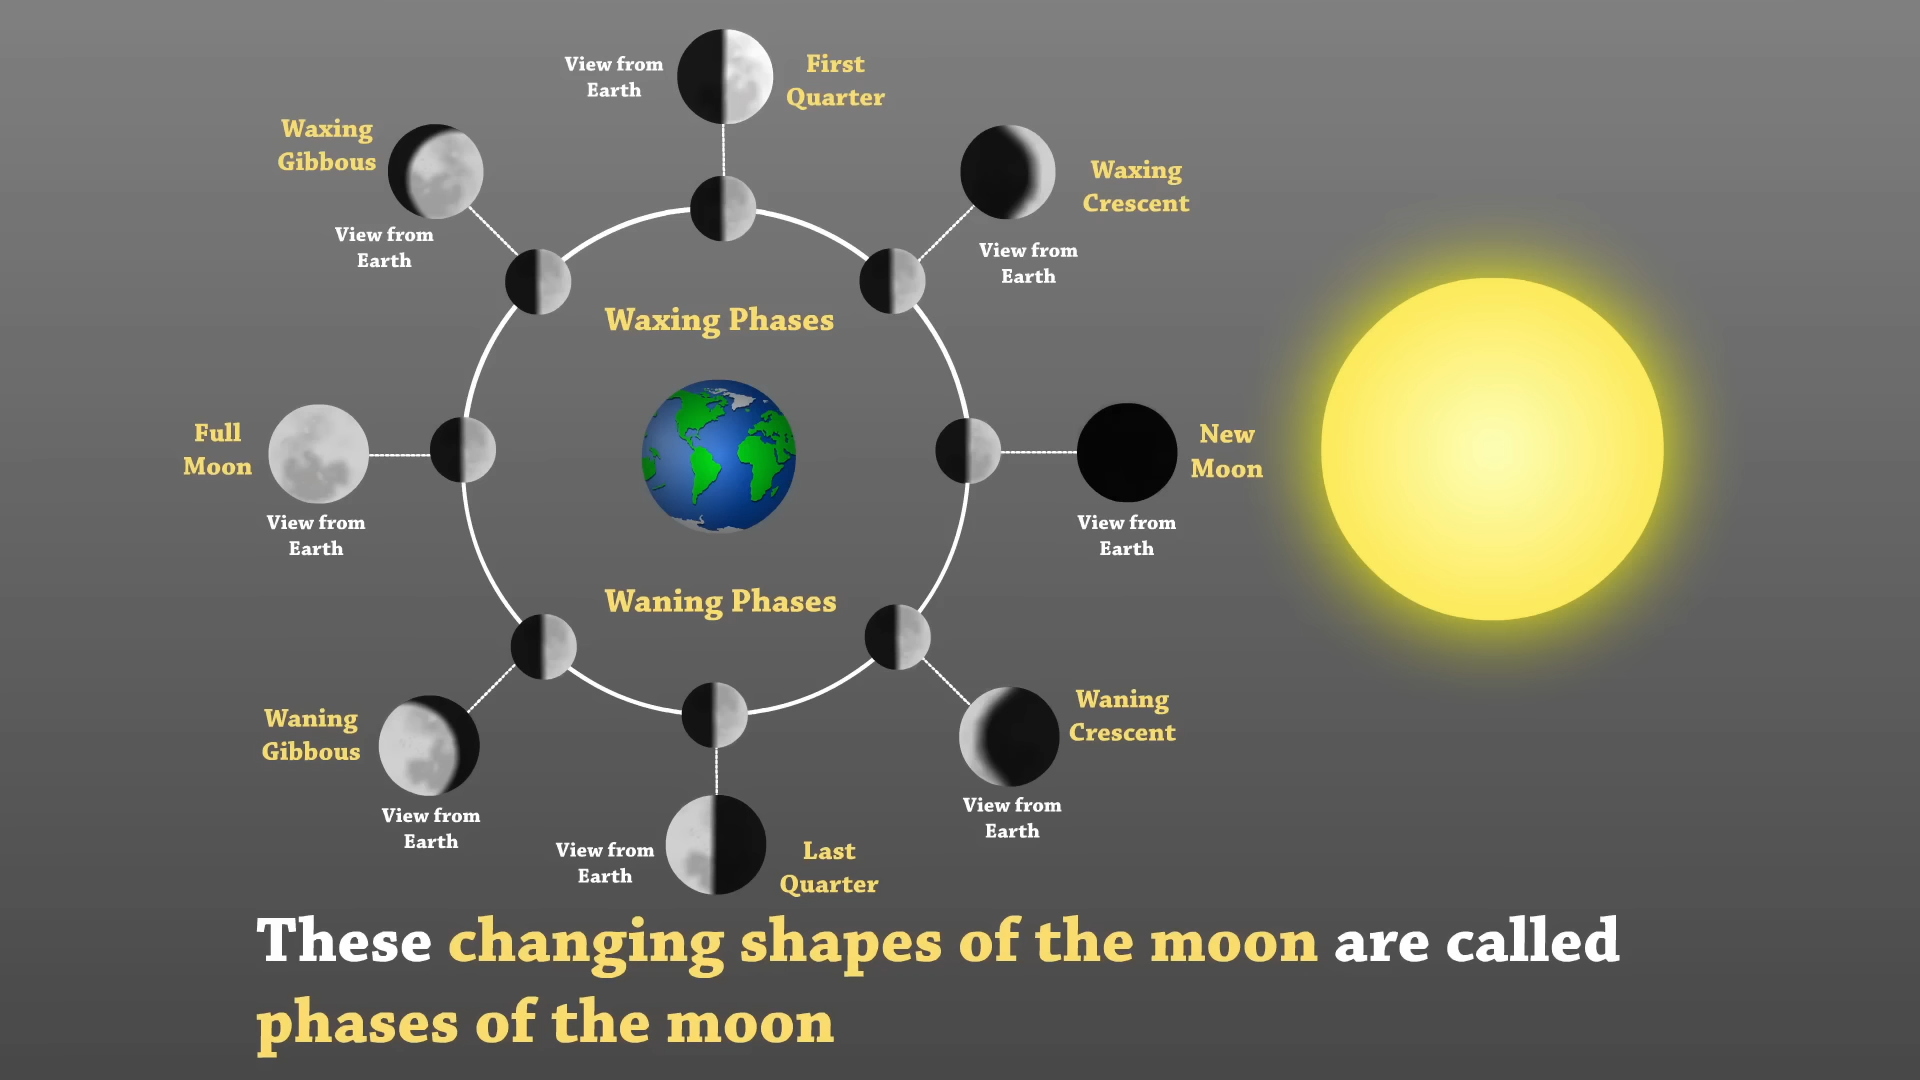 View from
Earth
First
Quarter
Waxing
Gibbous
View from
Earth
Waxing
Crescent
View from
Earth
Waxing Phases
Full
Moon
View from
Earth
New
Moon
View from
Earth
Waning Phases
Waning
Gibbous
View from
Earth
Waning
Crescent
View from
Earth
View from
Earth
Last
Quarter
These changing shapes of the moon are called
phases of the moon